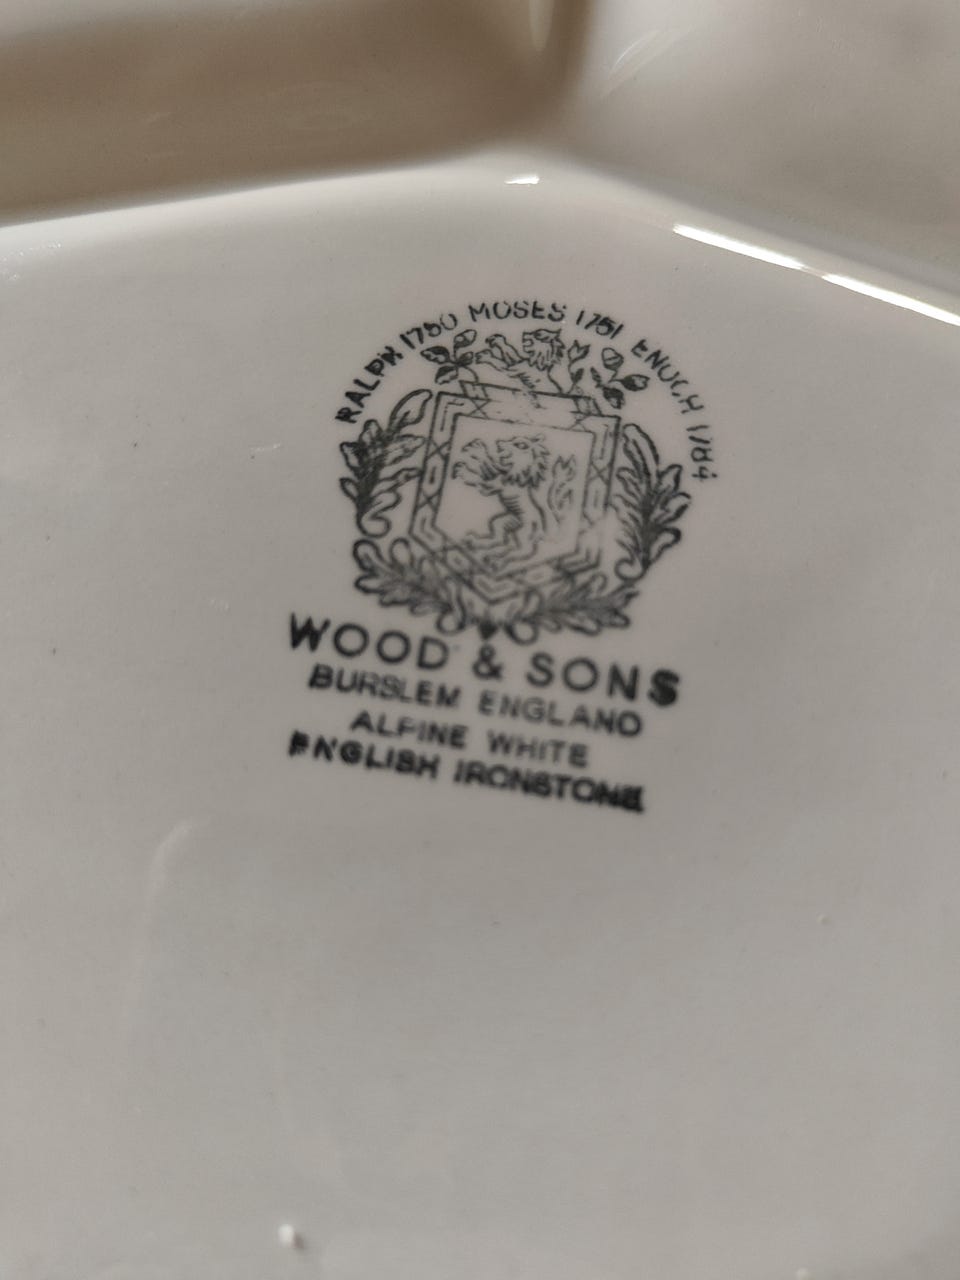 RALPH 1750 MOSES 1751 ENOCH 1784
WOOD & SONS
BURSLEM ENGLAND
ALPINE WHITE
ENGLISH IRONSTONE